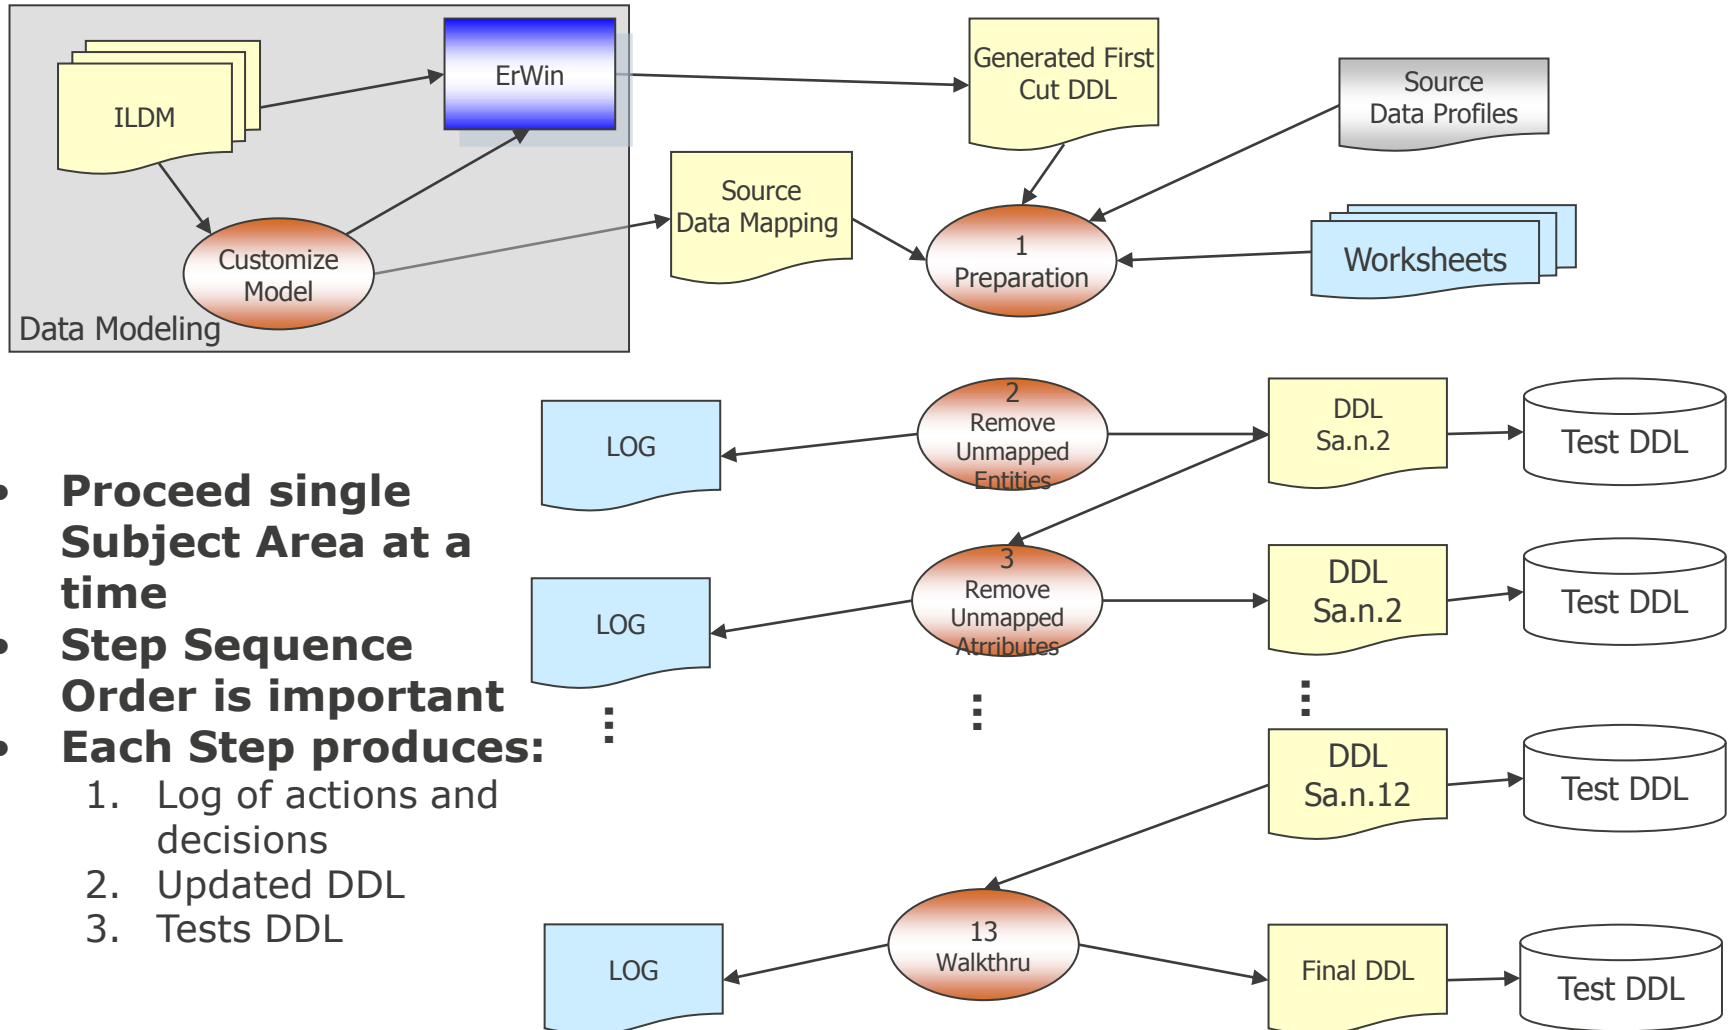 ILDM
ErWin
Customize
Model
Data Modeling
Generated First
Cut DDL
Source
Data Profiles
Source
Data Mapping
1
Preparation
Worksheets
LOG
2
Remove
Unmapped
Entities
DDL
Sa.n.2
Test DDL
• Proceed single
Subject Area at a
time
• Step Sequence
Order is important
• Each Step produces:
1. Log of actions and
decisions
2. Updated DDL
3. Tests DDL
LOG
3
Remove
Unmapped
Atrributes
DDL
Sa.n.2
Test DDL
DDL
Sa.n.12
Test DDL
LOG
13
Walkthru
Final DDL
Test DDL